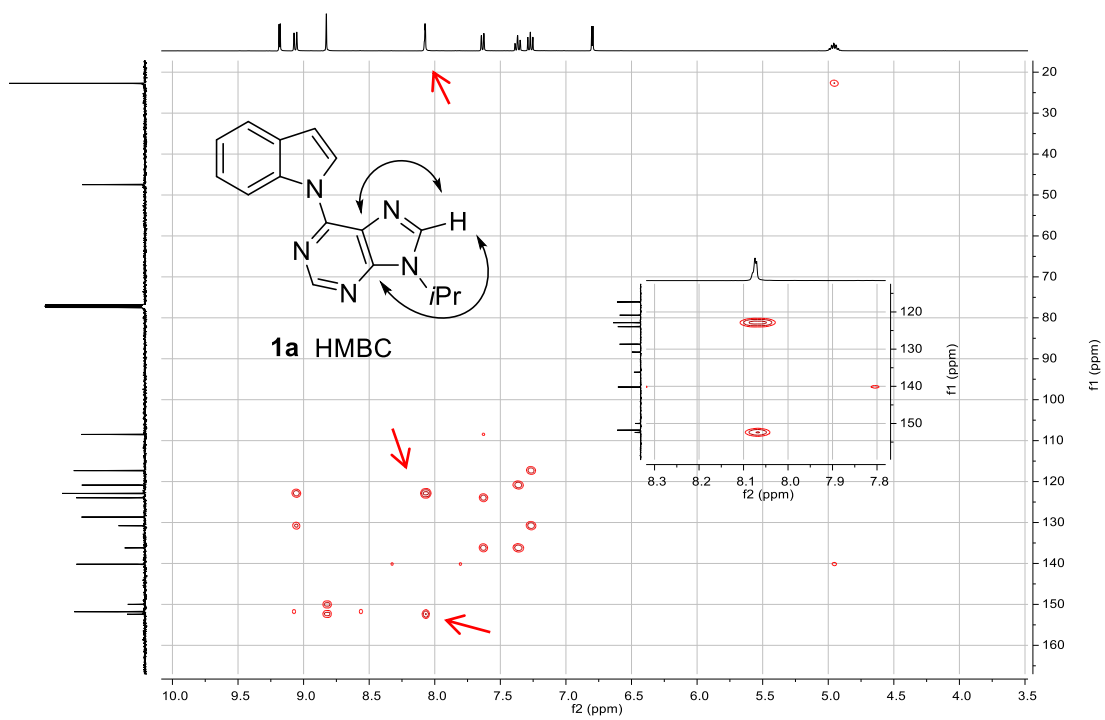 20
30
40
50
60
70
80
90
100
110
120
130
140
150
160
f1 (ppm)
N
N
N
N
N
H
iPr
1a HMBC
120
130
140
150
f1 (ppm)
8.3 8.2 8.1 8.0 7.9 7.8
f2 (ppm)
10.0 9.5 9.0 8.5 8.0 7.5 7.0 6.5 6.0 5.5 5.0 4.5 4.0 3.5
f2 (ppm)